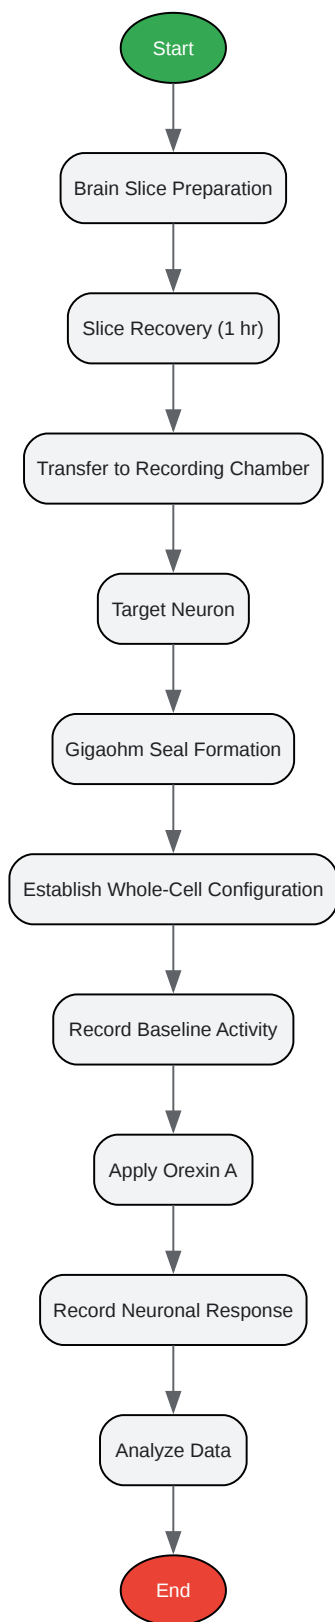 Start
Brain Slice Preparation
Slice Recovery (1 hr)
Transfer to Recording Chamber
Target Neuron
Gigaohm Seal Formation
Establish Whole-Cell Configuration
Record Baseline Activity
Apply Orexin A
Record Neuronal Response
Analyze Data
End